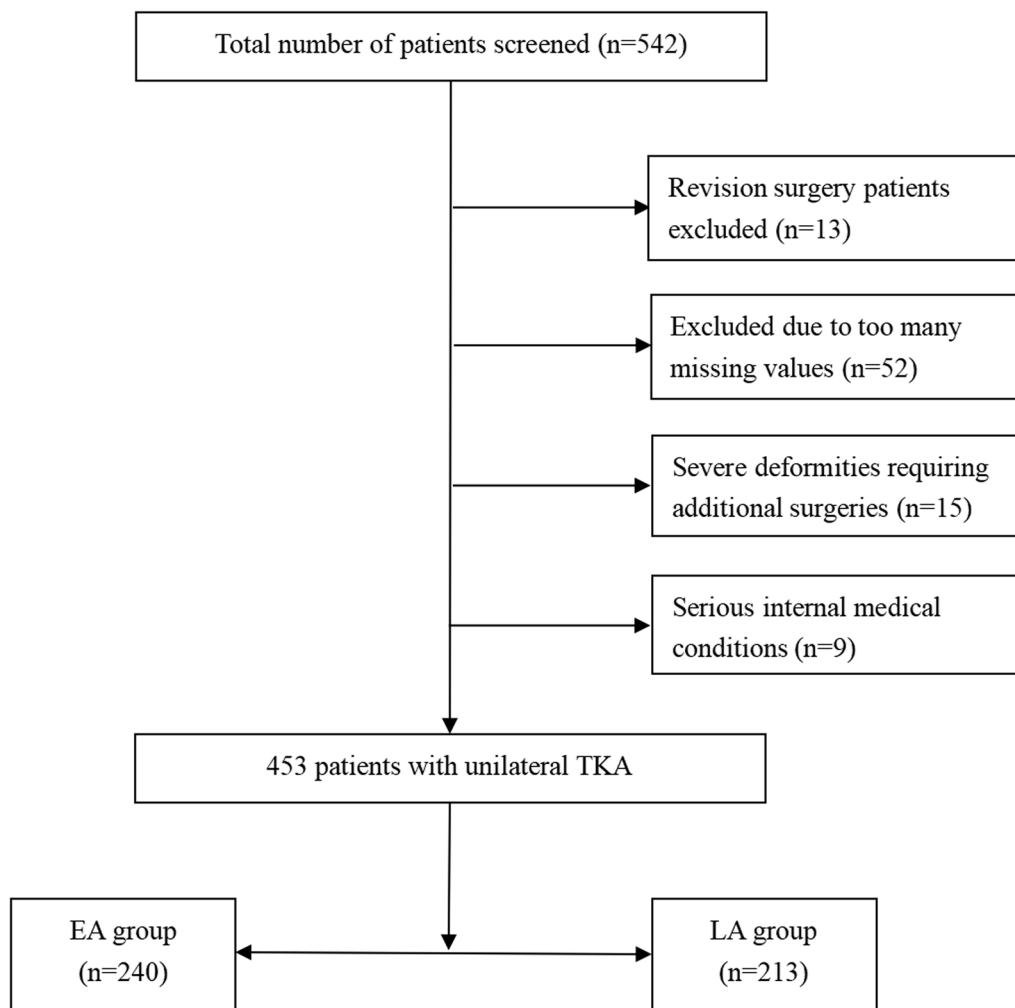 Total number of patients screened (n=542)
Revision surgery patients
excluded (n=13)
Excluded due to too many
missing values (n=52)
Severe deformities requiring
additional surgeries (n=15)
Serious internal medical
conditions (n=9)
453 patients with unilateral TKA
EA group
(n=240)
LA group
(n=213)